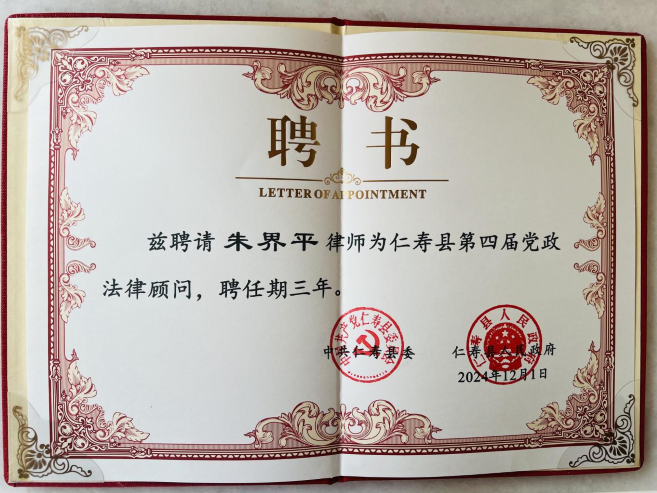 聘书
LETTER OF APPOINTMENT
兹聘请 朱界平 律师为仁寿县第四届党政
法律顾问，聘任期三年。
中共仁寿县委 仁寿县人民政府
2024年12月1日